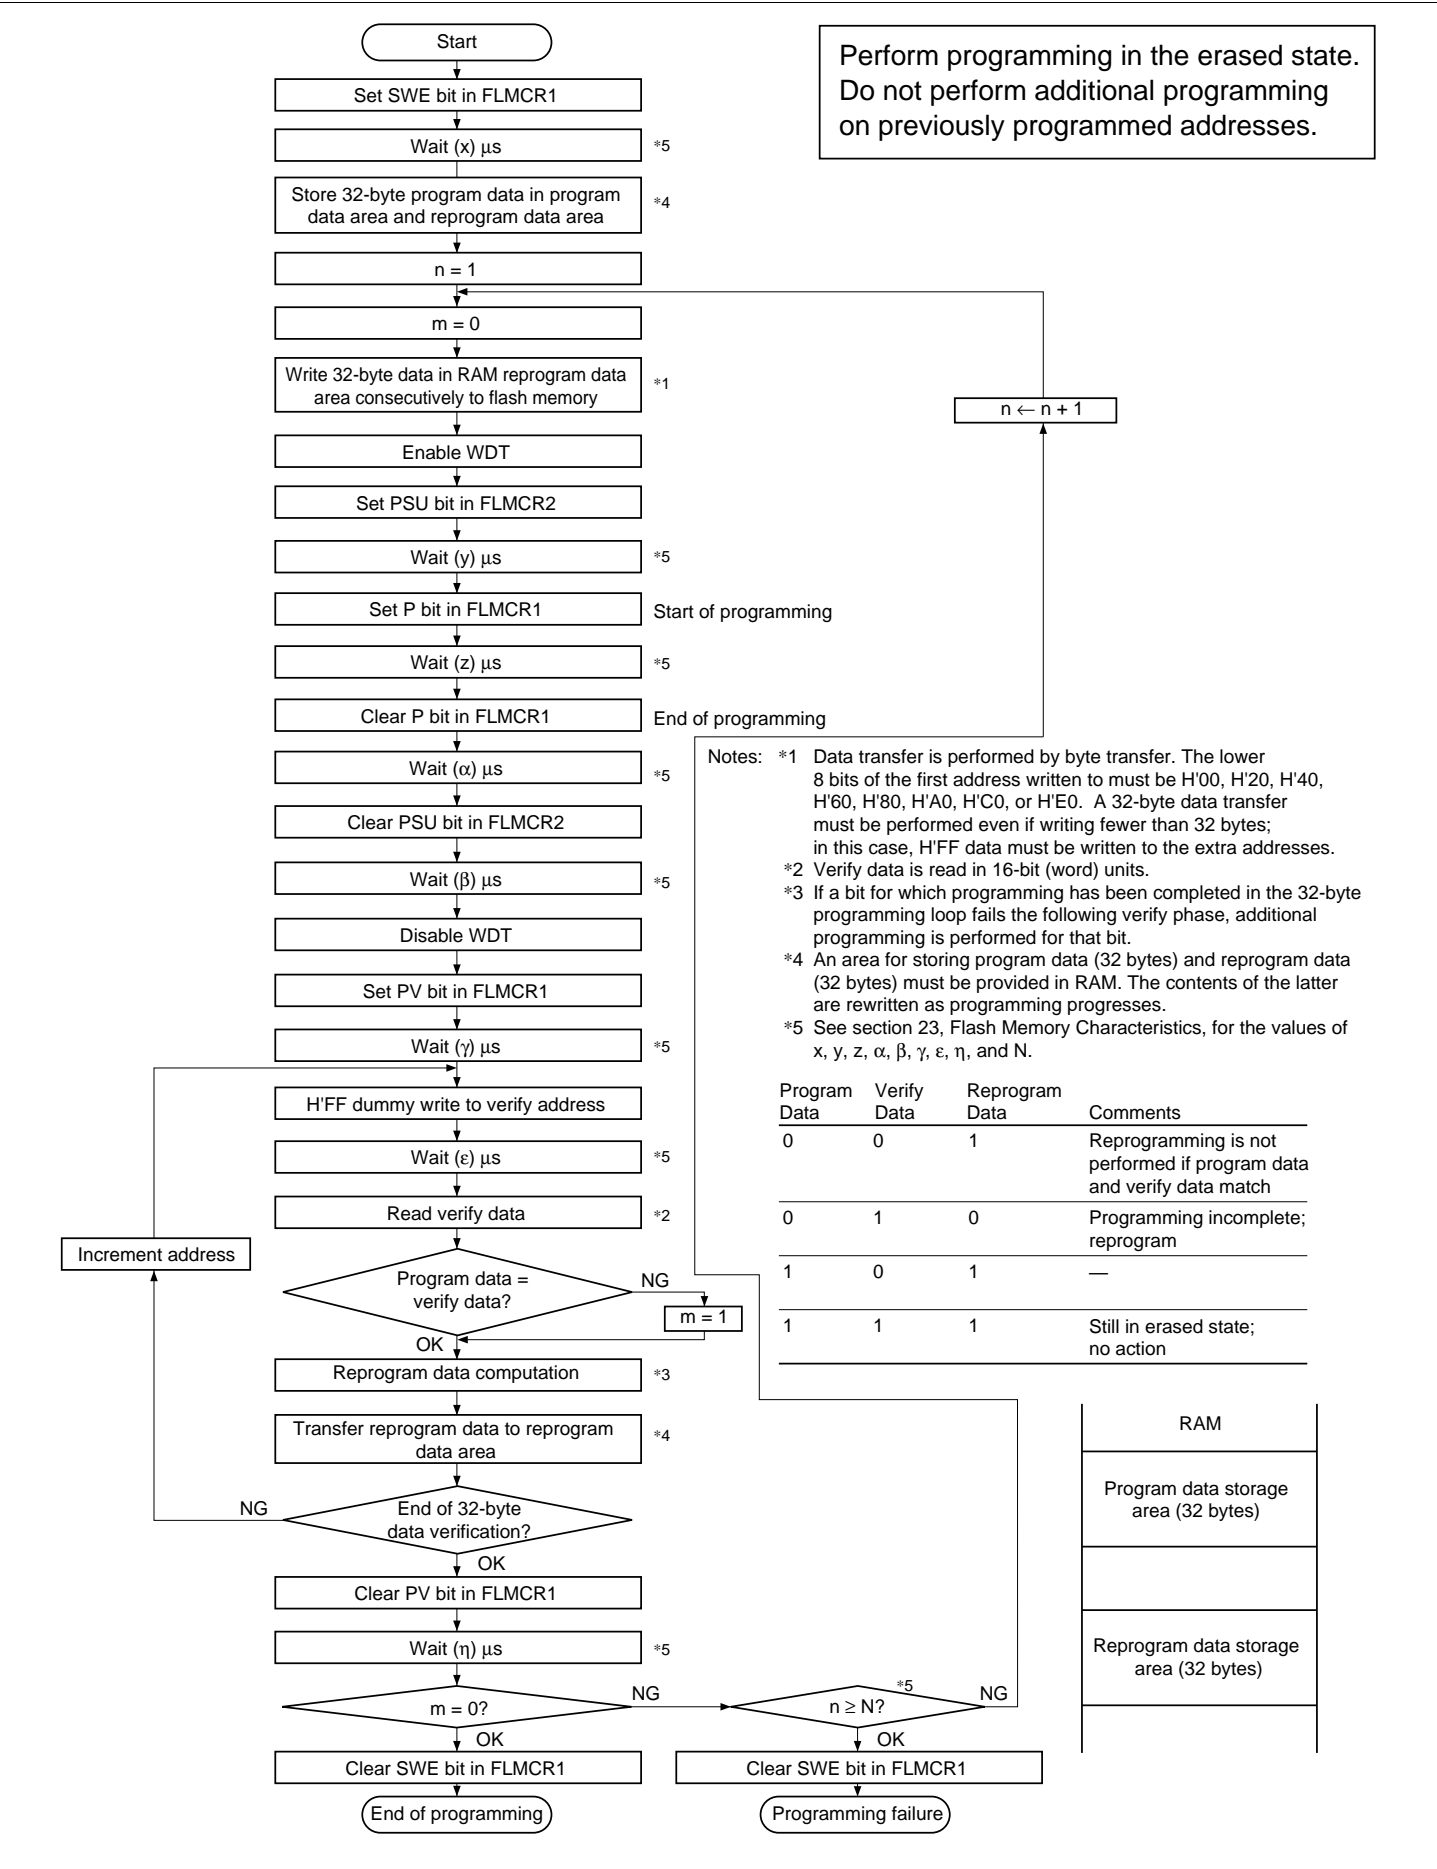 Start
Perform programming in the erased state.
Do not perform additional programming
on previously programmed addresses.
Set SWE bit in FLMCR1
Wait (x) μs
*5
Store 32-byte program data in program
data area and reprogram data area
*4
n = 1
m = 0
Write 32-byte data in RAM reprogram data
area consecutively to flash memory
*1
n ← n + 1
Enable WDT
Set PSU bit in FLMCR2
Wait (y) μs
*5
Set P bit in FLMCR1
Start of programming
Wait (z) μs
*5
Clear P bit in FLMCR1
End of programming
Wait (α) μs
*5
Clear PSU bit in FLMCR2
Wait (β) μs
*5
Disable WDT
Set PV bit in FLMCR1
Wait (γ) μs
*5
H'FF dummy write to verify address
Wait (ε) μs
*5
Read verify data
*2
Increment address
Program data =
verify data?
NG
m = 1
OK
Reprogram data computation
*3
Transfer reprogram data to reprogram
data area
*4
NG
End of 32-byte
data verification?
OK
Clear PV bit in FLMCR1
Wait (η) μs
*5
m = 0?
NG
*5
n ≥ N?
NG
OK
OK
Clear SWE bit in FLMCR1
Clear SWE bit in FLMCR1
End of programming
Programming failure
Notes: *1 Data transfer is performed by byte transfer. The lower
8 bits of the first address written to must be H'00, H'20, H'40,
H'60, H'80, H'A0, H'C0, or H'E0. A 32-byte data transfer
must be performed even if writing fewer than 32 bytes;
in this case, H'FF data must be written to the extra addresses.
*2 Verify data is read in 16-bit (word) units.
*3 If a bit for which programming has been completed in the 32-byte
programming loop fails the following verify phase, additional
programming is performed for that bit.
*4 An area for storing program data (32 bytes) and reprogram data
(32 bytes) must be provided in RAM. The contents of the latter
are rewritten as programming progresses.
*5 See section 23, Flash Memory Characteristics, for the values of
x, y, z, α, β, γ, ε, η, and N.
Program Verify Reprogram
Data Data Data Comments
0 0 1 Reprogramming is not
performed if program data
and verify data match
0 1 0 Programming incomplete;
reprogram
1 0 1 —
1 1 1 Still in erased state;
no action
RAM
Program data storage
area (32 bytes)
Reprogram data storage
area (32 bytes)